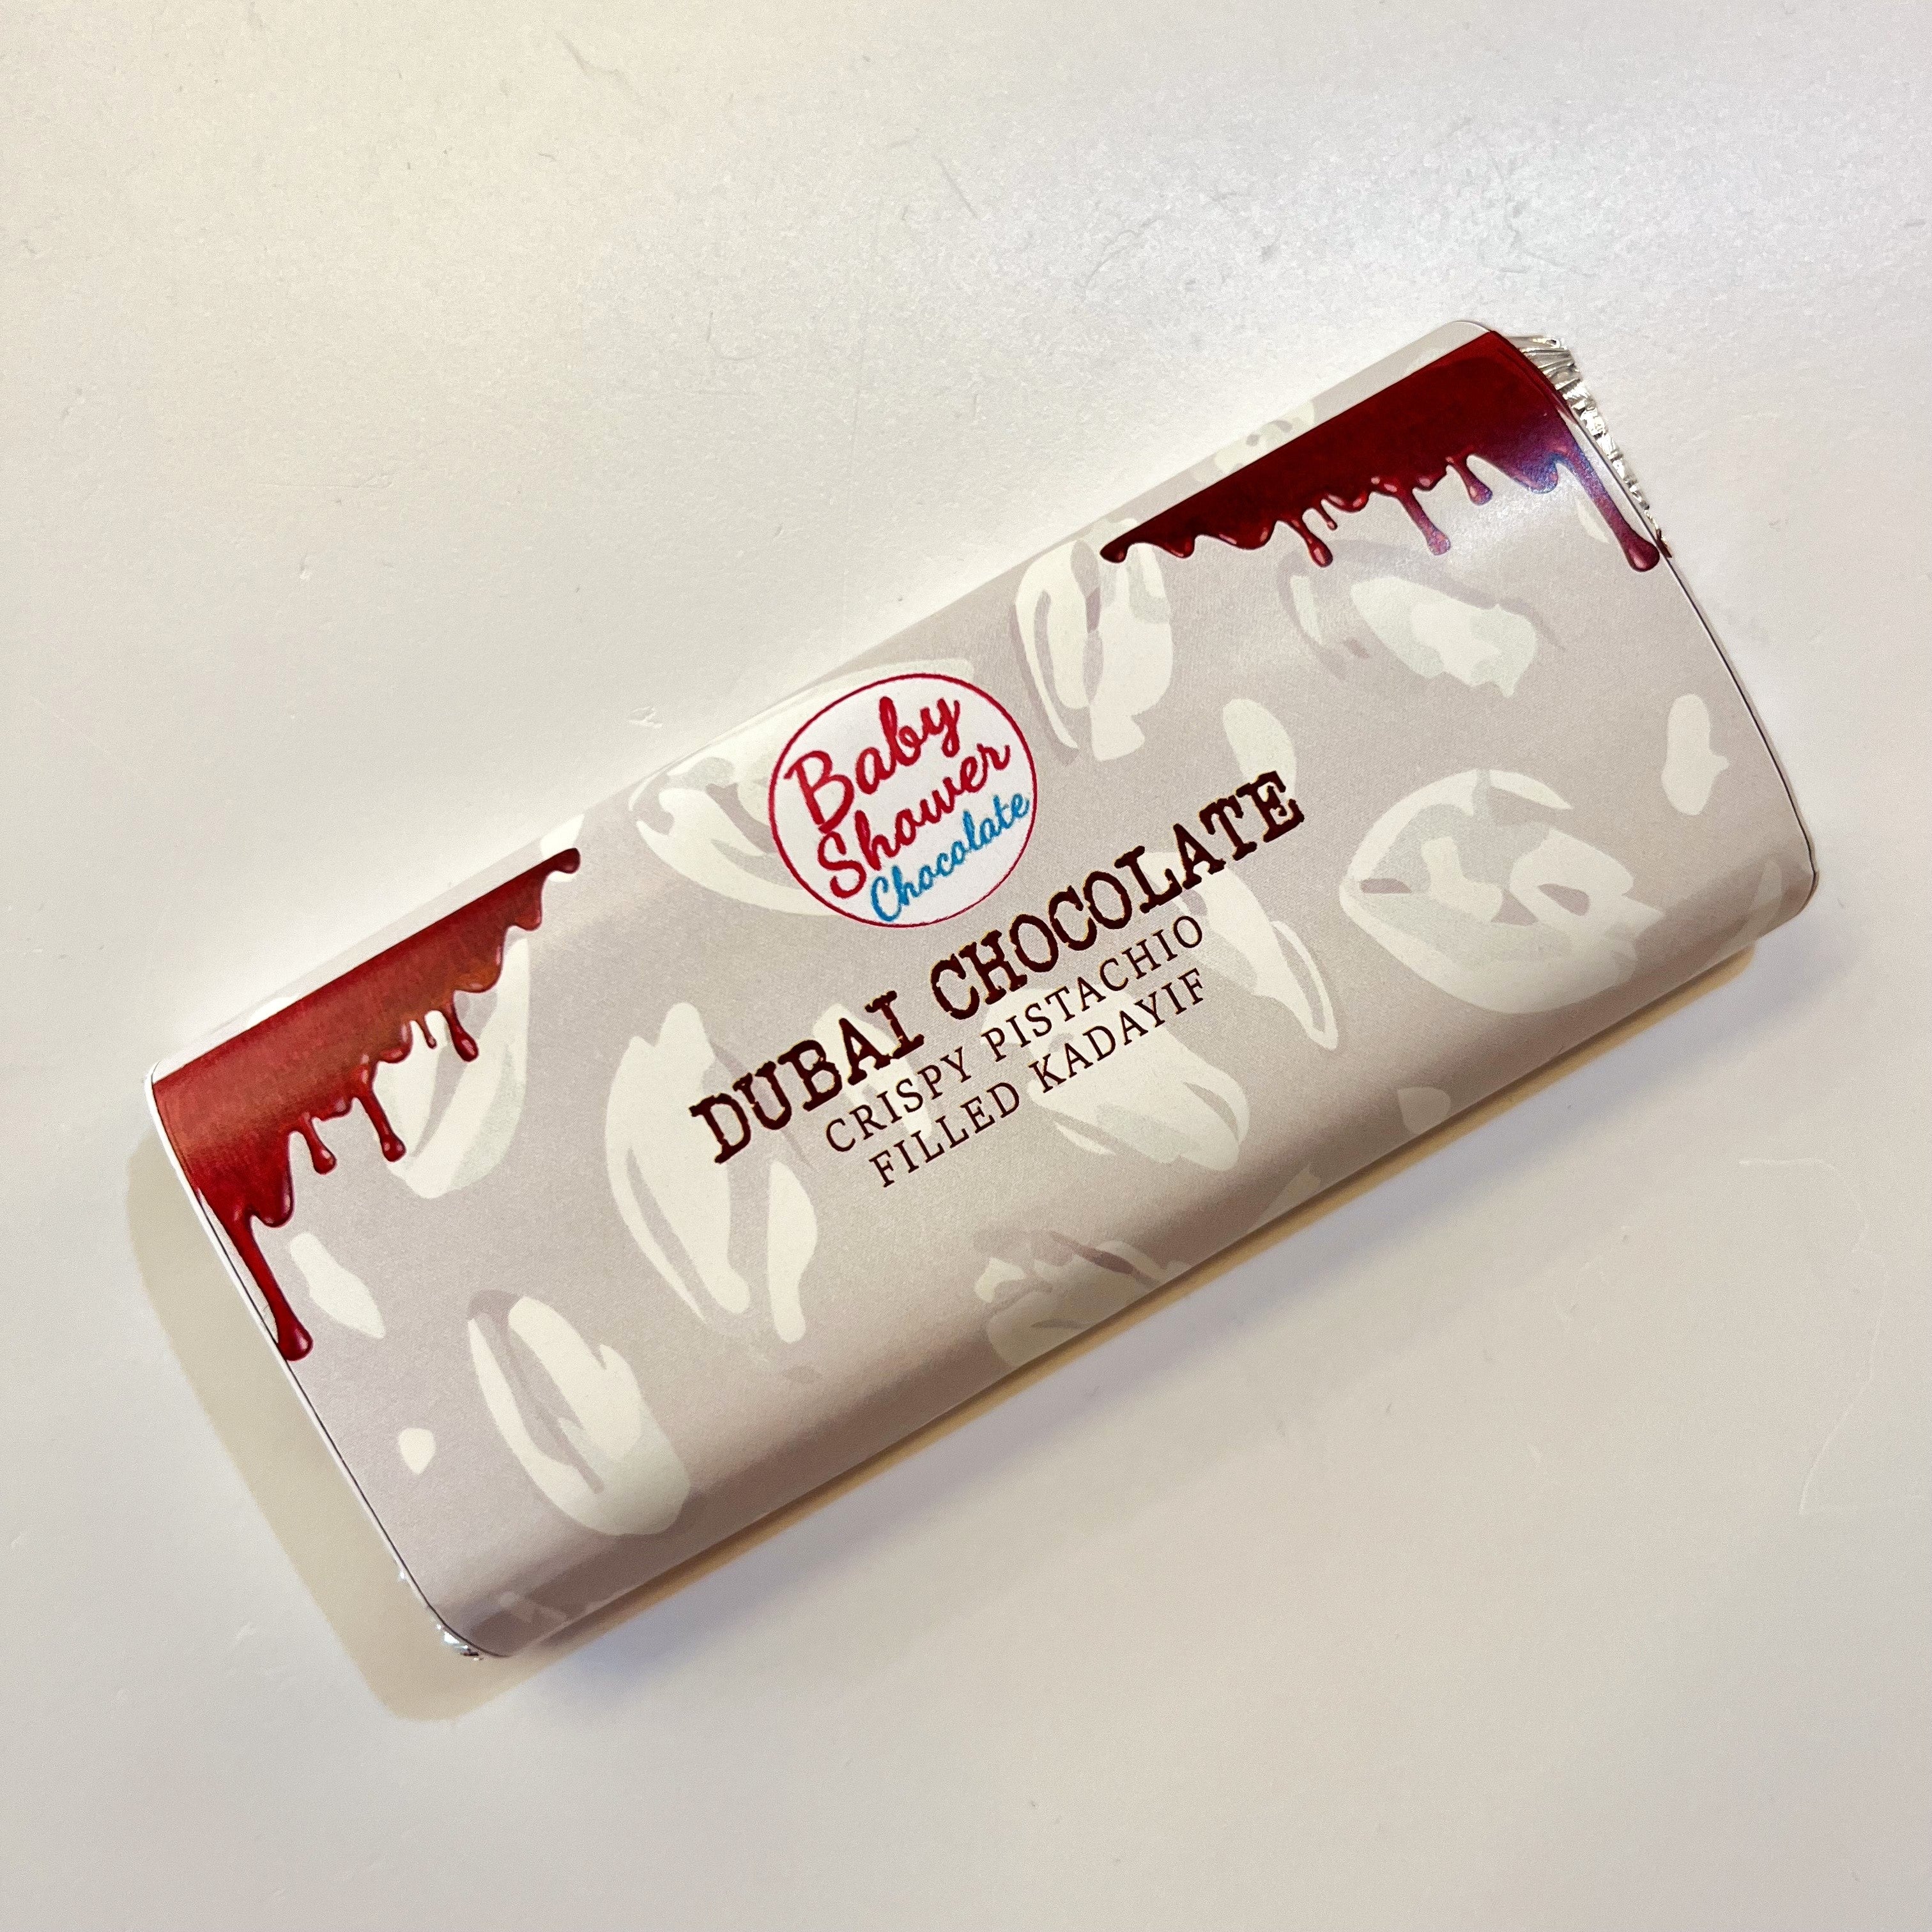 Baby
Shower
Chocolate
DUBAI CHOCOLATE
CRISPY PISTACHIO
FILLED KADAYIF